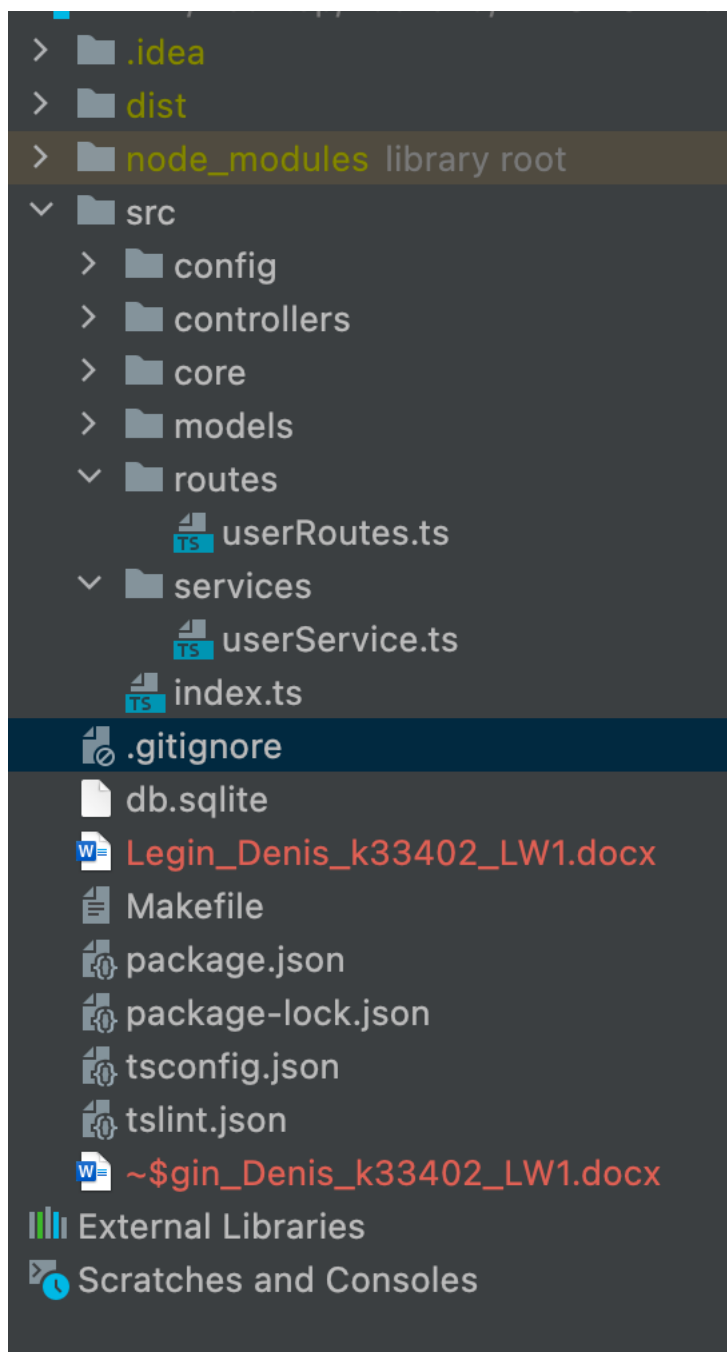 .idea
dist
node_modules library root
src
config
controllers
core
models
routes
userRoutes.ts
services
userService.ts
index.ts
.gitignore
db.sqlite
Legin_Denis_k33402_LW1.docx
Makefile
package.json
package-lock.json
tsconfig.json
tslint.json
~$gin_Denis_k33402_LW1.docx
External Libraries
Scratches and Consoles